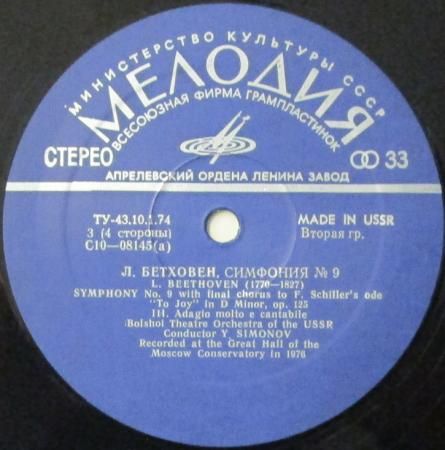 МИНИСТЕРСТВО КУЛЬТУРЫ СССР
МЕЛОДИЯ
ВСЕСОЮЗНАЯ ФИРМА ГРАМПЛАСТИНОК
СТЕРЕО
33
АПРЕЛЕВСКИЙ ОРДЕНА ЛЕНИНА ЗАВОД
ТУ-43.10.1.74
MADE IN USSR
3 (4 стороны)
Вторая гр.
С10—08145(а)
Л. БЕТХОВЕН, СИМФОНИЯ № 9
L. BEETHOVEN (1770—1827)
SYMPHONY No. 9 with final chorus to F. Schiller's ode
"To Joy" in D Minor, op. 125
III. Adagio molto e cantabile
Bolshoi Theatre Orchestra of the USSR
Conductor Y. SIMONOV
Recorded at the Great Hall of the
Moscow Conservatory in 1976